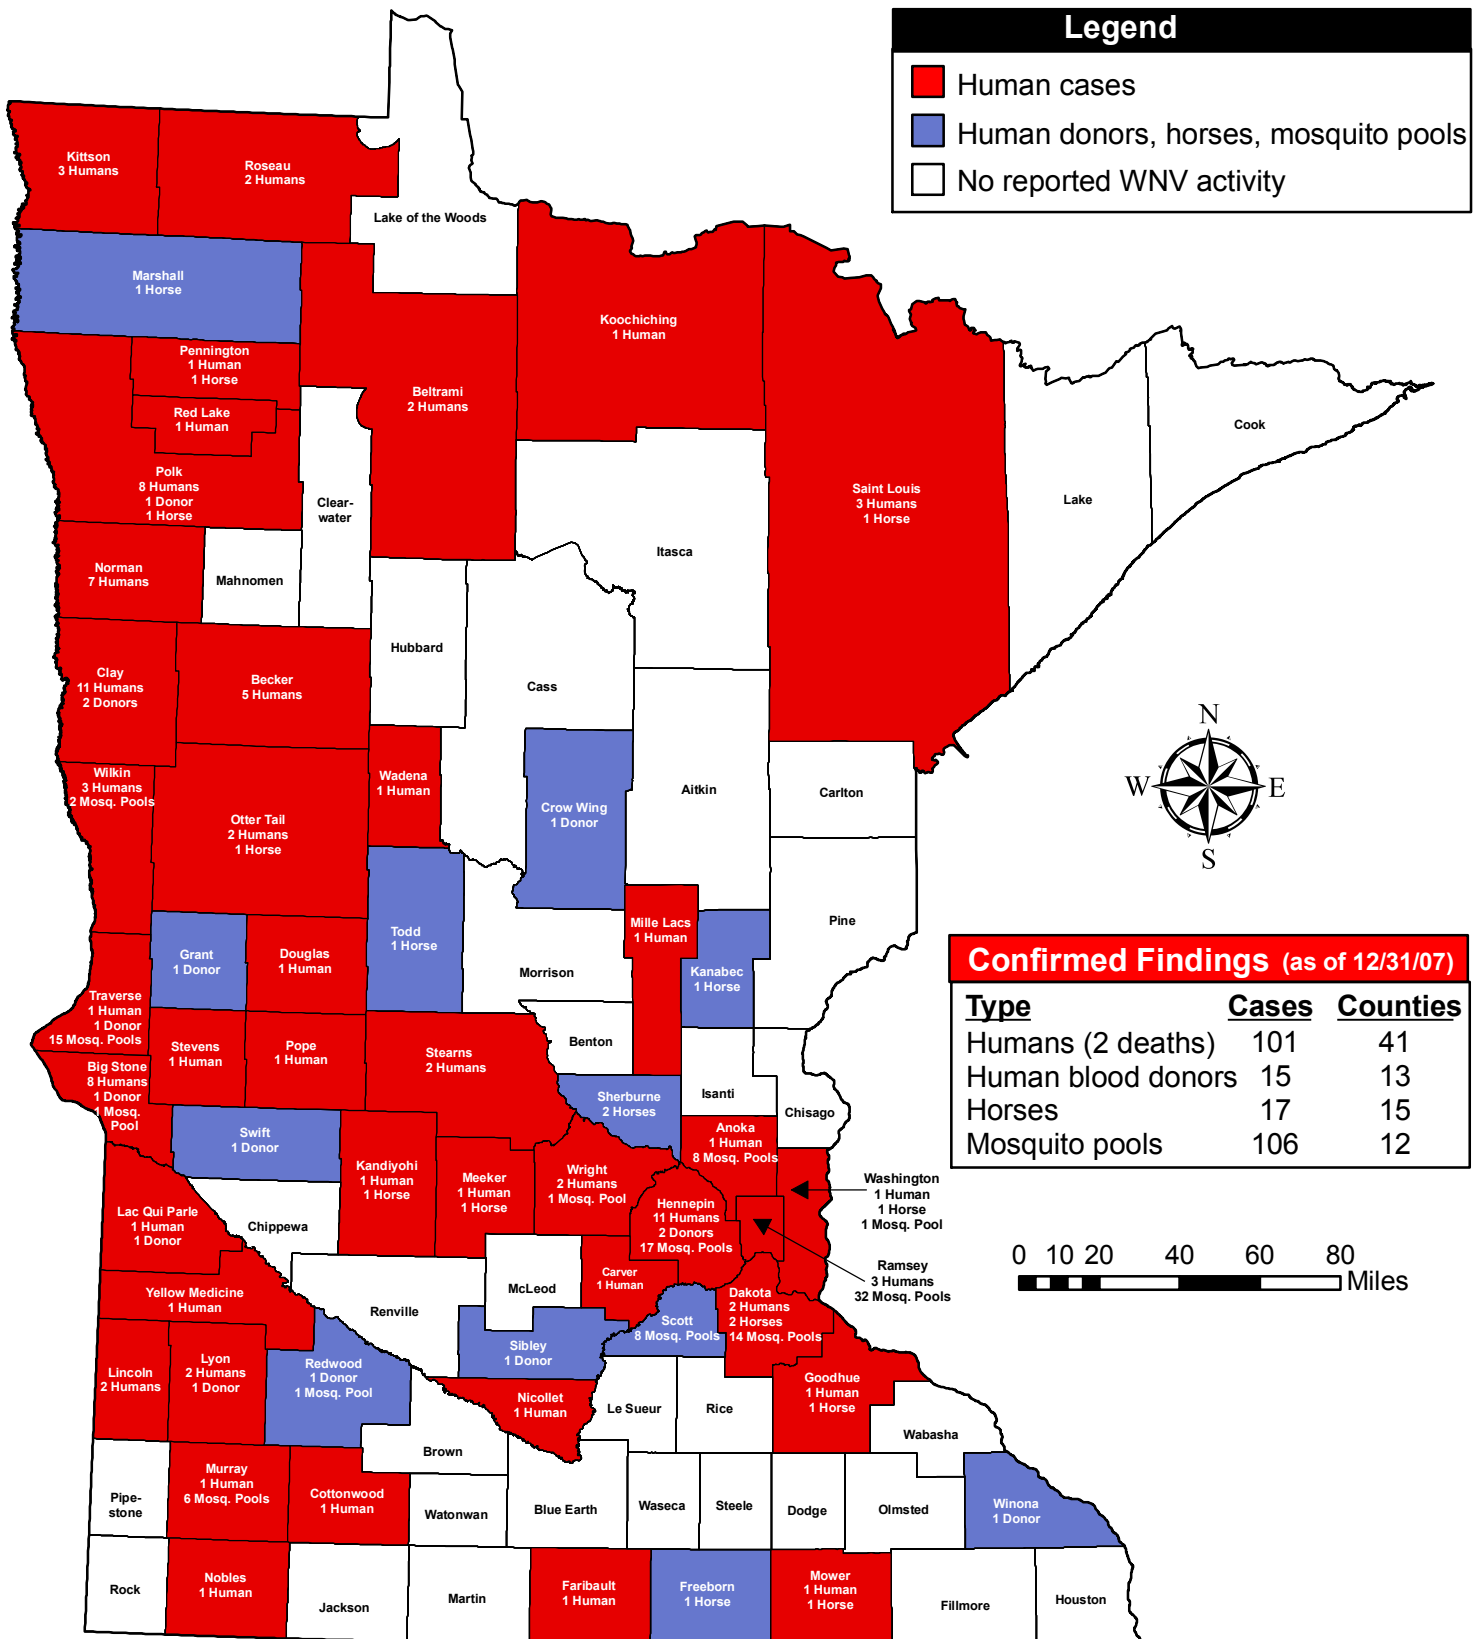 Legend
Human cases
Human donors, horses, mosquito pools
No reported WNV activity
Kittson
3 Humans
Roseau
2 Humans
Lake of the Woods
Marshall
1 Horse
Koochiching
1 Human
Pennington
1 Human
1 Horse
Beltrami
2 Humans
Red Lake
1 Human
Cook
Polk
8 Humans
1 Donor
1 Horse
Clear-
water
Saint Louis
3 Humans
1 Horse
Lake
Itasca
Norman
7 Humans
Mahnomen
Hubbard
Clay
11 Humans
2 Donors
Becker
5 Humans
Cass
N
W
E
S
Wilkin
3 Humans
2 Mosq. Pools
Wadena
1 Human
Crow Wing
1 Donor
Aitkin
Carlton
Otter Tail
2 Humans
1 Horse
Pine
Mille Lacs
1 Human
Todd
1 Horse
Grant
1 Donor
Douglas
1 Human
Morrison
Kanabec
1 Horse
Confirmed Findings (as of 12/31/07)
Type Cases Counties
Humans (2 deaths) 101 41
Human blood donors 15 13
Horses 17 15
Mosquito pools 106 12
Traverse
1 Human
1 Donor
15 Mosq. Pools
Stevens
1 Human
Pope
1 Human
Stearns
2 Humans
Benton
Big Stone
8 Humans
1 Donor
1 Mosq.
Pool
Sherburne
2 Horses
Isanti
Chisago
Swift
1 Donor
Anoka
1 Human
8 Mosq. Pools
Kandiyohi
1 Human
1 Horse
Meeker
1 Human
1 Horse
Wright
2 Humans
1 Mosq. Pool
Washington
1 Human
1 Horse
1 Mosq. Pool
Hennepin
11 Humans
2 Donors
17 Mosq. Pools
Lac Qui Parle
1 Human
1 Donor
Chippewa
Ramsey
3 Humans
32 Mosq. Pools
0 10 20 40 60 80
Miles
Carver
1 Human
McLeod
Yellow Medicine
1 Human
Renville
Dakota
2 Humans
2 Horses
14 Mosq. Pools
Scott
8 Mosq. Pools
Sibley
1 Donor
Lincoln
2 Humans
Lyon
2 Humans
1 Donor
Redwood
1 Donor
1 Mosq. Pool
Nicollet
1 Human
Le Sueur
Rice
Goodhue
1 Human
1 Horse
Wabasha
Brown
Pipe-
stone
Murray
1 Human
6 Mosq. Pools
Cottonwood
1 Human
Watonwan
Blue Earth
Waseca
Steele
Dodge
Olmsted
Winona
1 Donor
Rock
Nobles
1 Human
Jackson
Martin
Faribault
1 Human
Freeborn
1 Horse
Mower
1 Human
1 Horse
Fillmore
Houston